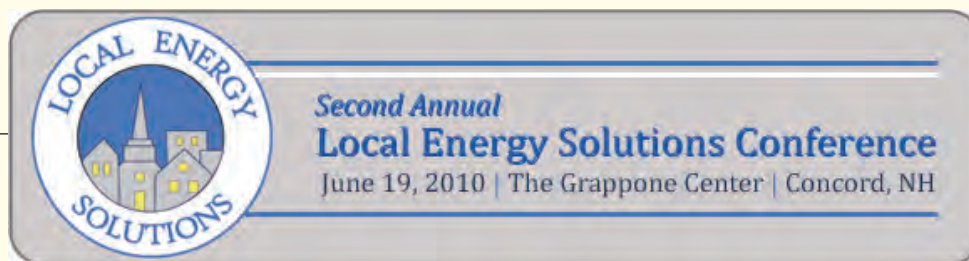 LOCAL ENERGY
SOLUTIONS
Second Annual
Local Energy Solutions Conference
June 19, 2010 | The Grappone Center | Concord, NH